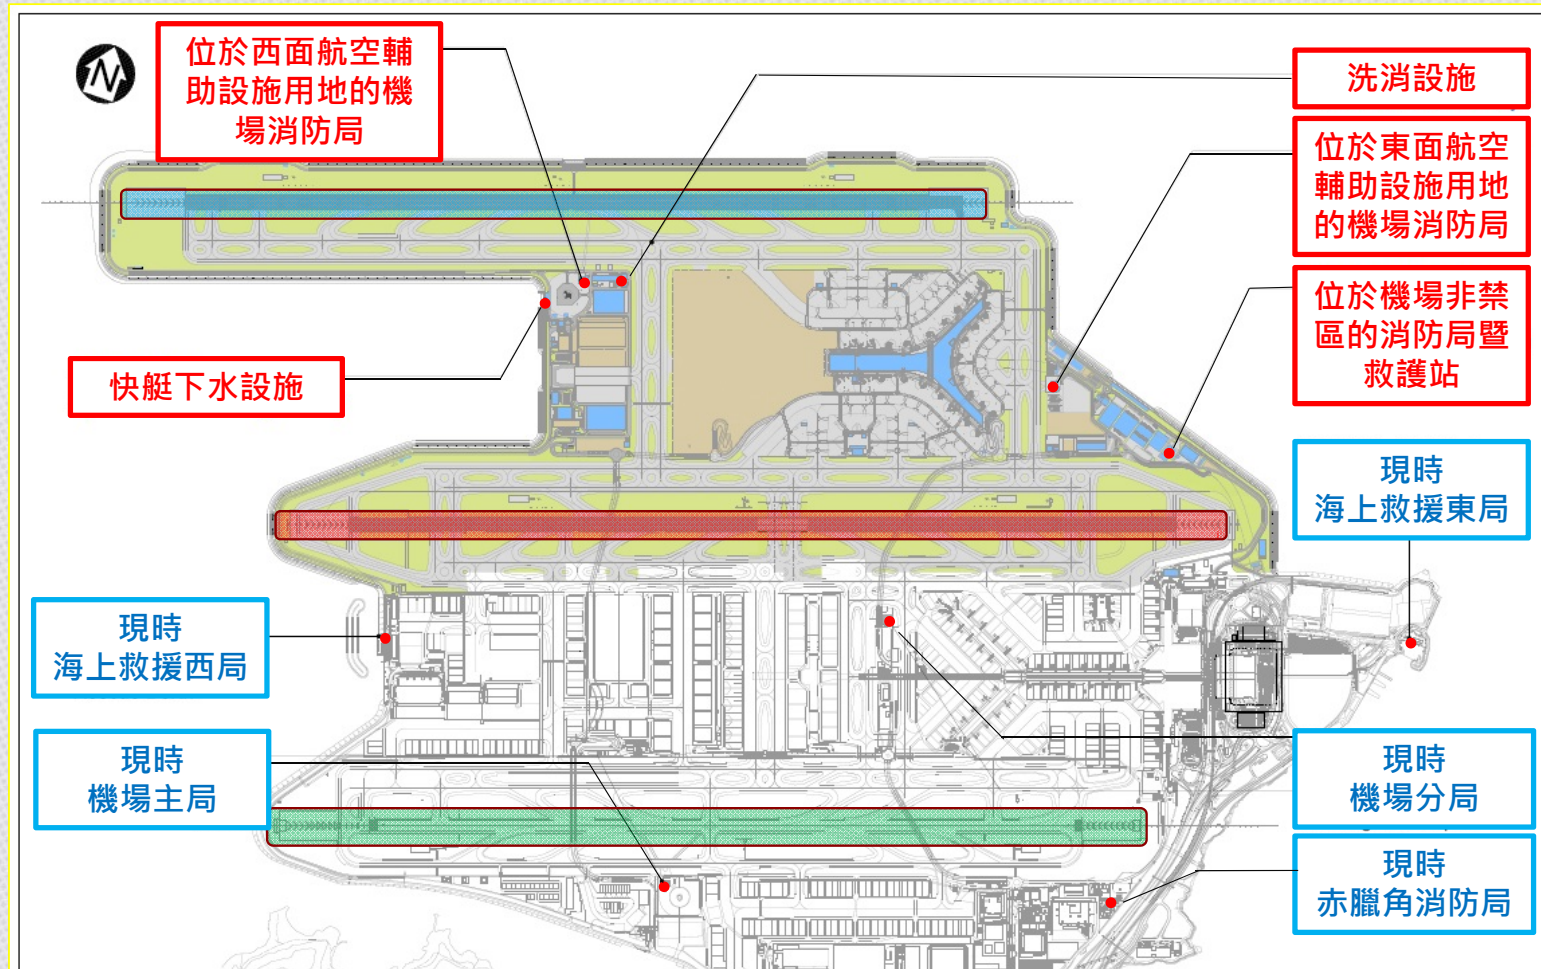 N
位於西面航空輔
助設施用地的機
場消防局
洗消設施
位於東面航空
輔助設施用地
的機場消防局
位於機場非禁
區的消防局暨
救護站
快艇下水設施
現時
海上救援東局
現時
海上救援西局
現時
機場主局
現時
機場分局
現時
赤鱲角消防局